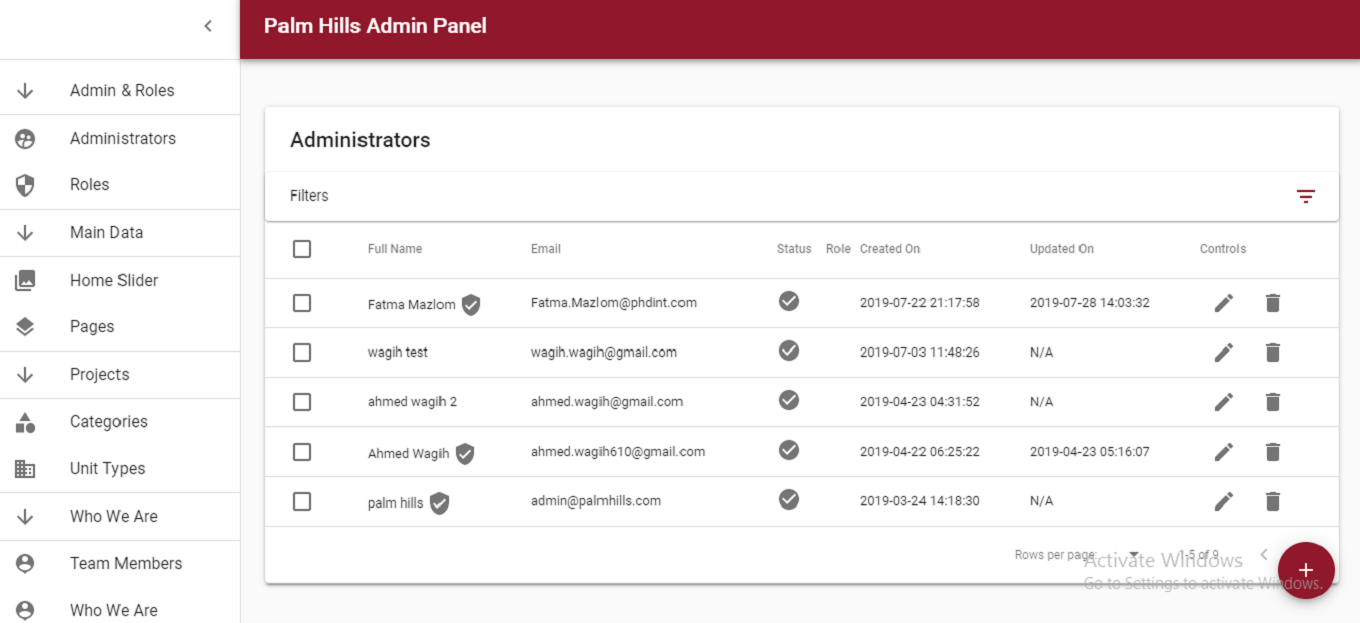 Palm Hills Admin Panel
Admin & Roles
Administrators
Roles
Main Data
Home Slider
Pages
Projects
Categories
Unit Types
Who We Are
Team Members
Who We Are
Administrators
Filters
Full Name Email Status Role Created On Updated On Controls
Fatma Mazlom Fatma.Mazlom@phdint.com 2019-07-22 21:17:58 2019-07-28 14:03:32
wagih test wagih.wagih@gmail.com 2019-07-03 11:48:26 N/A
ahmed wagih 2 ahmed.wagih@gmail.com 2019-04-23 04:31:52 N/A
Ahmed Wagih ahmed.wagih610@gmail.com 2019-04-22 06:25:22 2019-04-23 05:16:07
palm hills admin@palmhills.com 2019-03-24 14:18:30 N/A
Rows per page: 1-5 of 9
Activate Windows
Go to Settings to activate Windows.